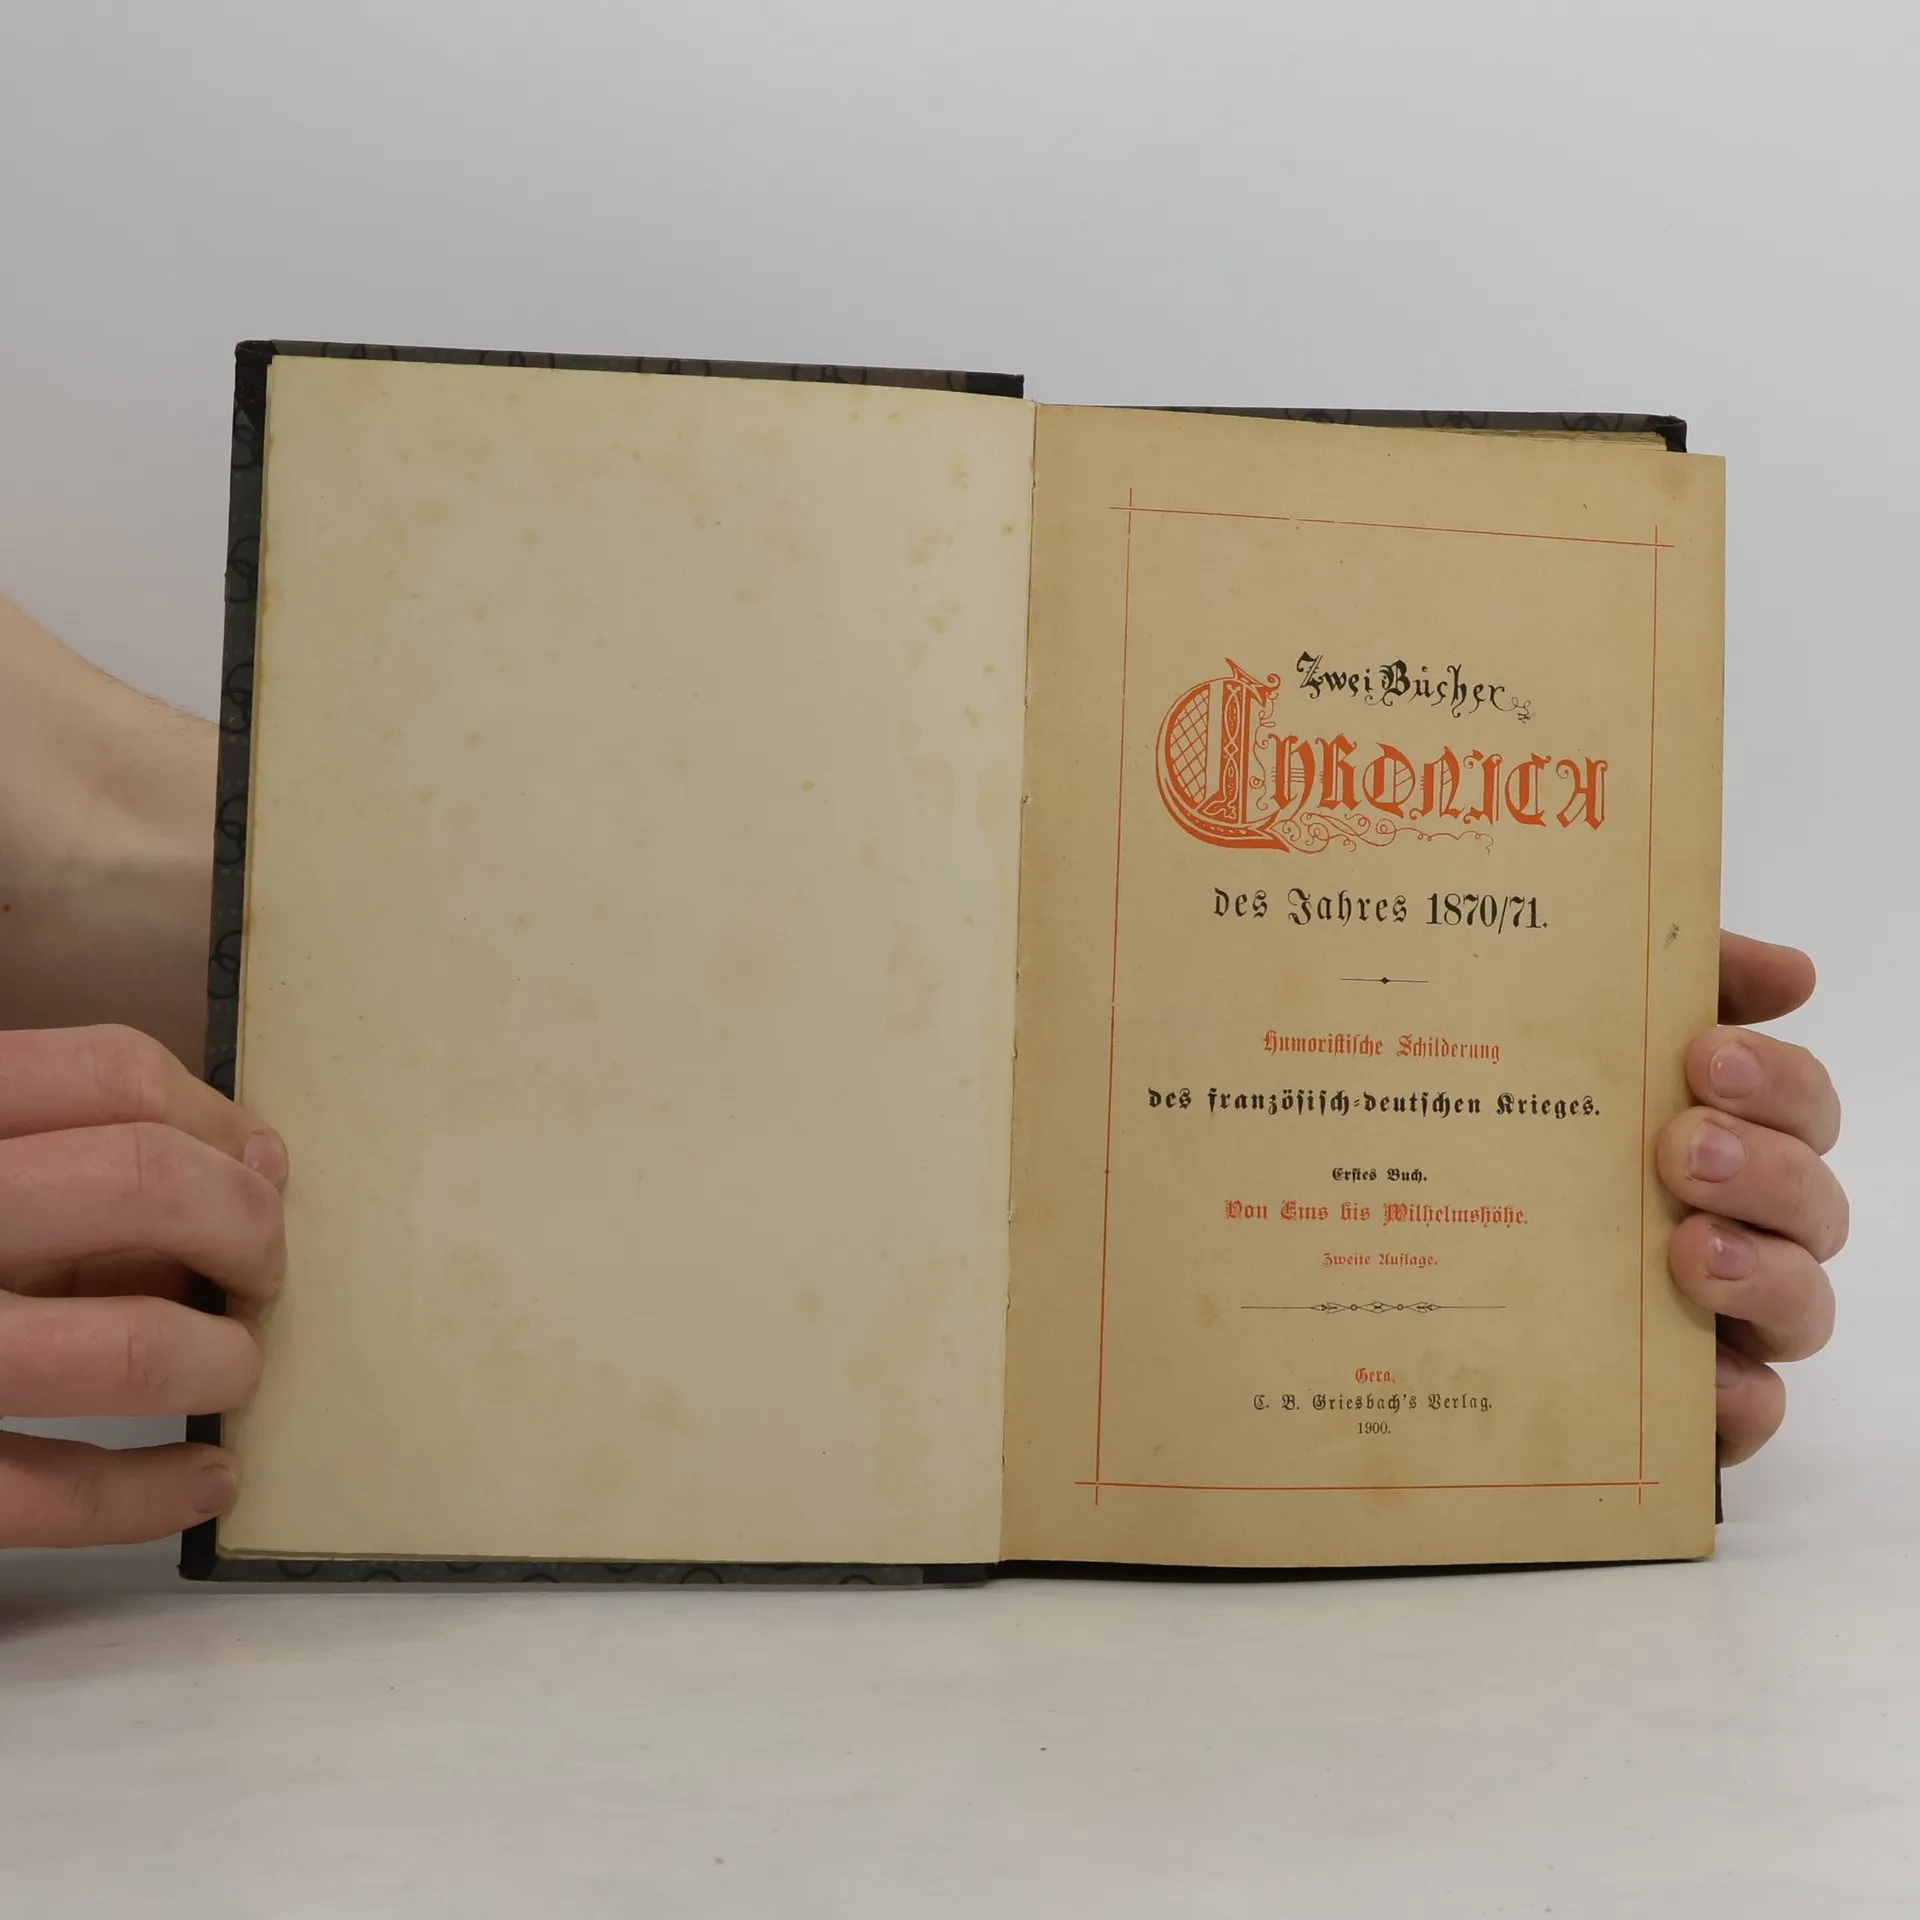 Zwei Bücher
CHRONICA
des Jahres 1870/71.
Humoristische Schilderung
des französisch-deutschen Krieges.
Erstes Buch.
Von Ems bis Wilhelmshöhe.
Zweite Auflage.
Gera.
C. B. Griesbach's Verlag.
1900.